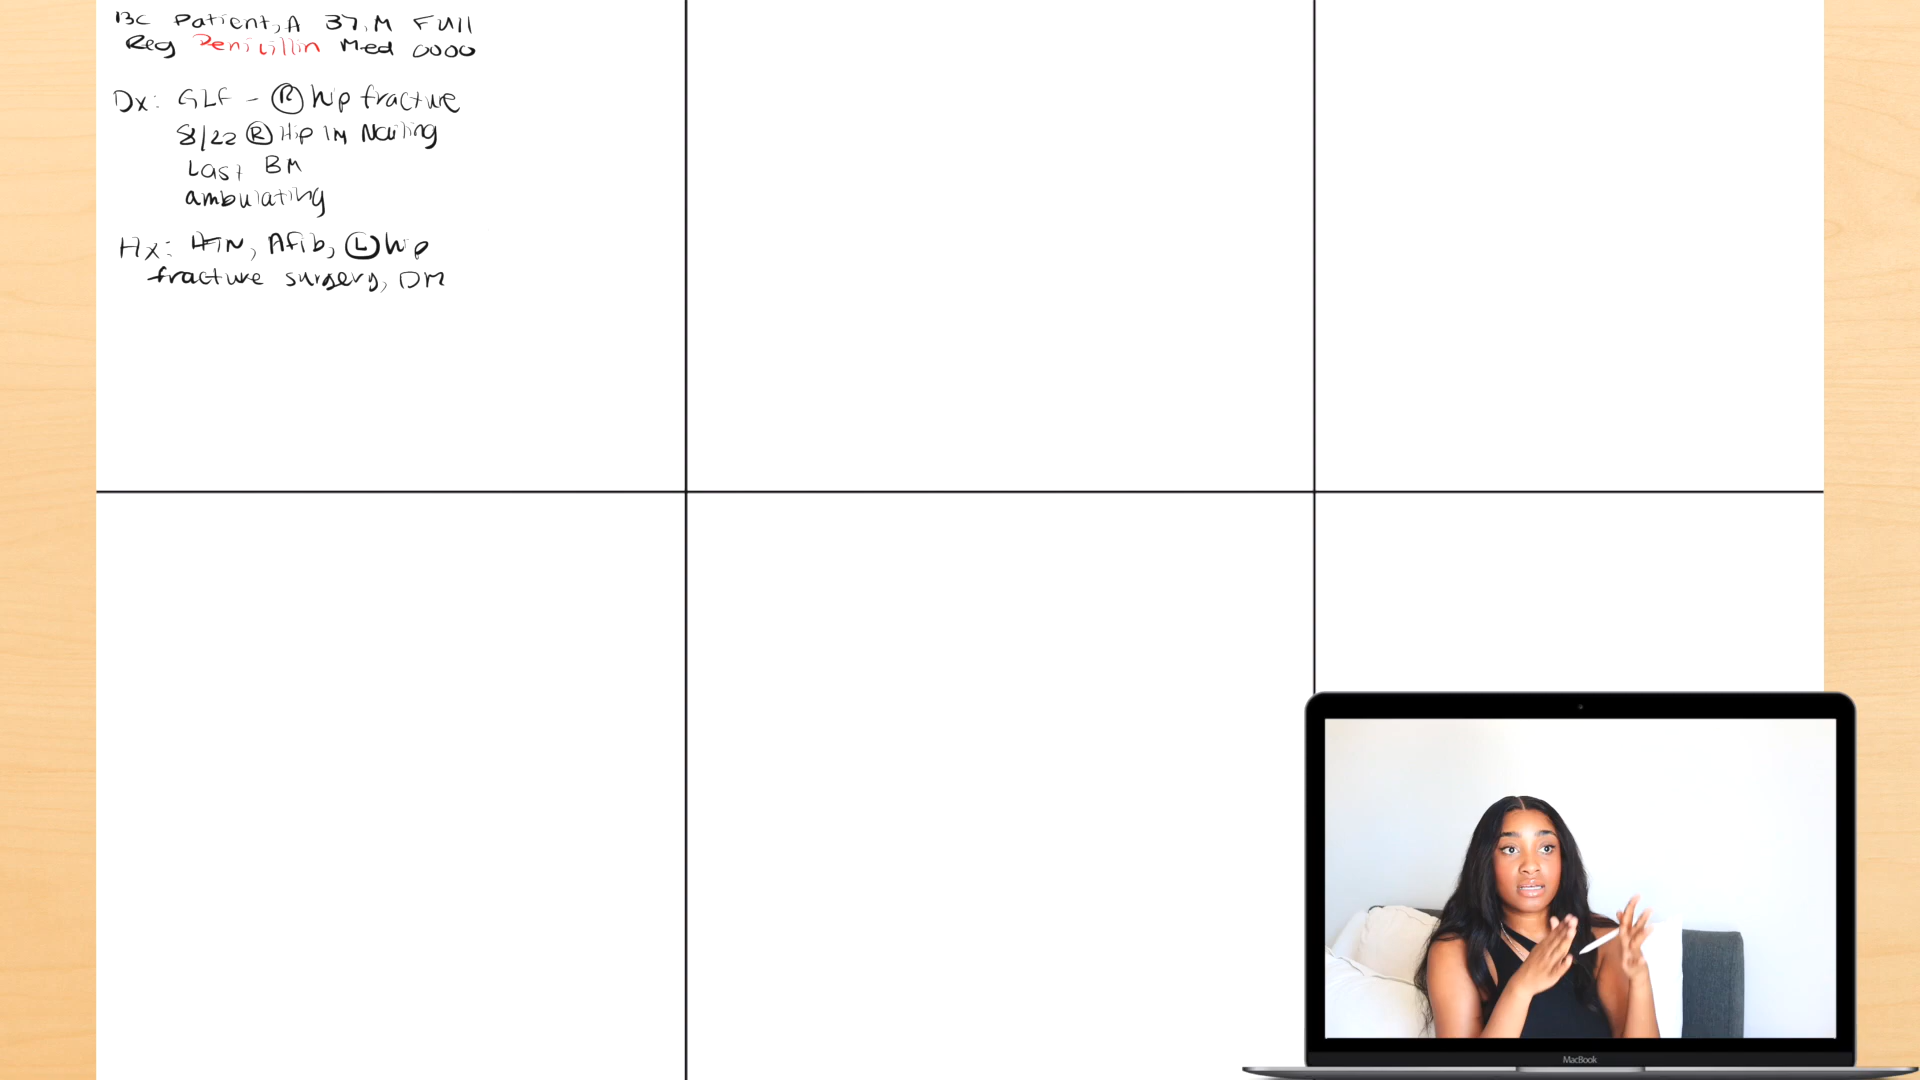 BC Patient, A 37, M Full
Reg Penicillin Med 0000
Dx: GLF - R hip fracture
8/22 R Hip IM Nailing
Last BM
ambulating
Hx: HTN, Afib, L hip
fracture surgery, DM
MacBook